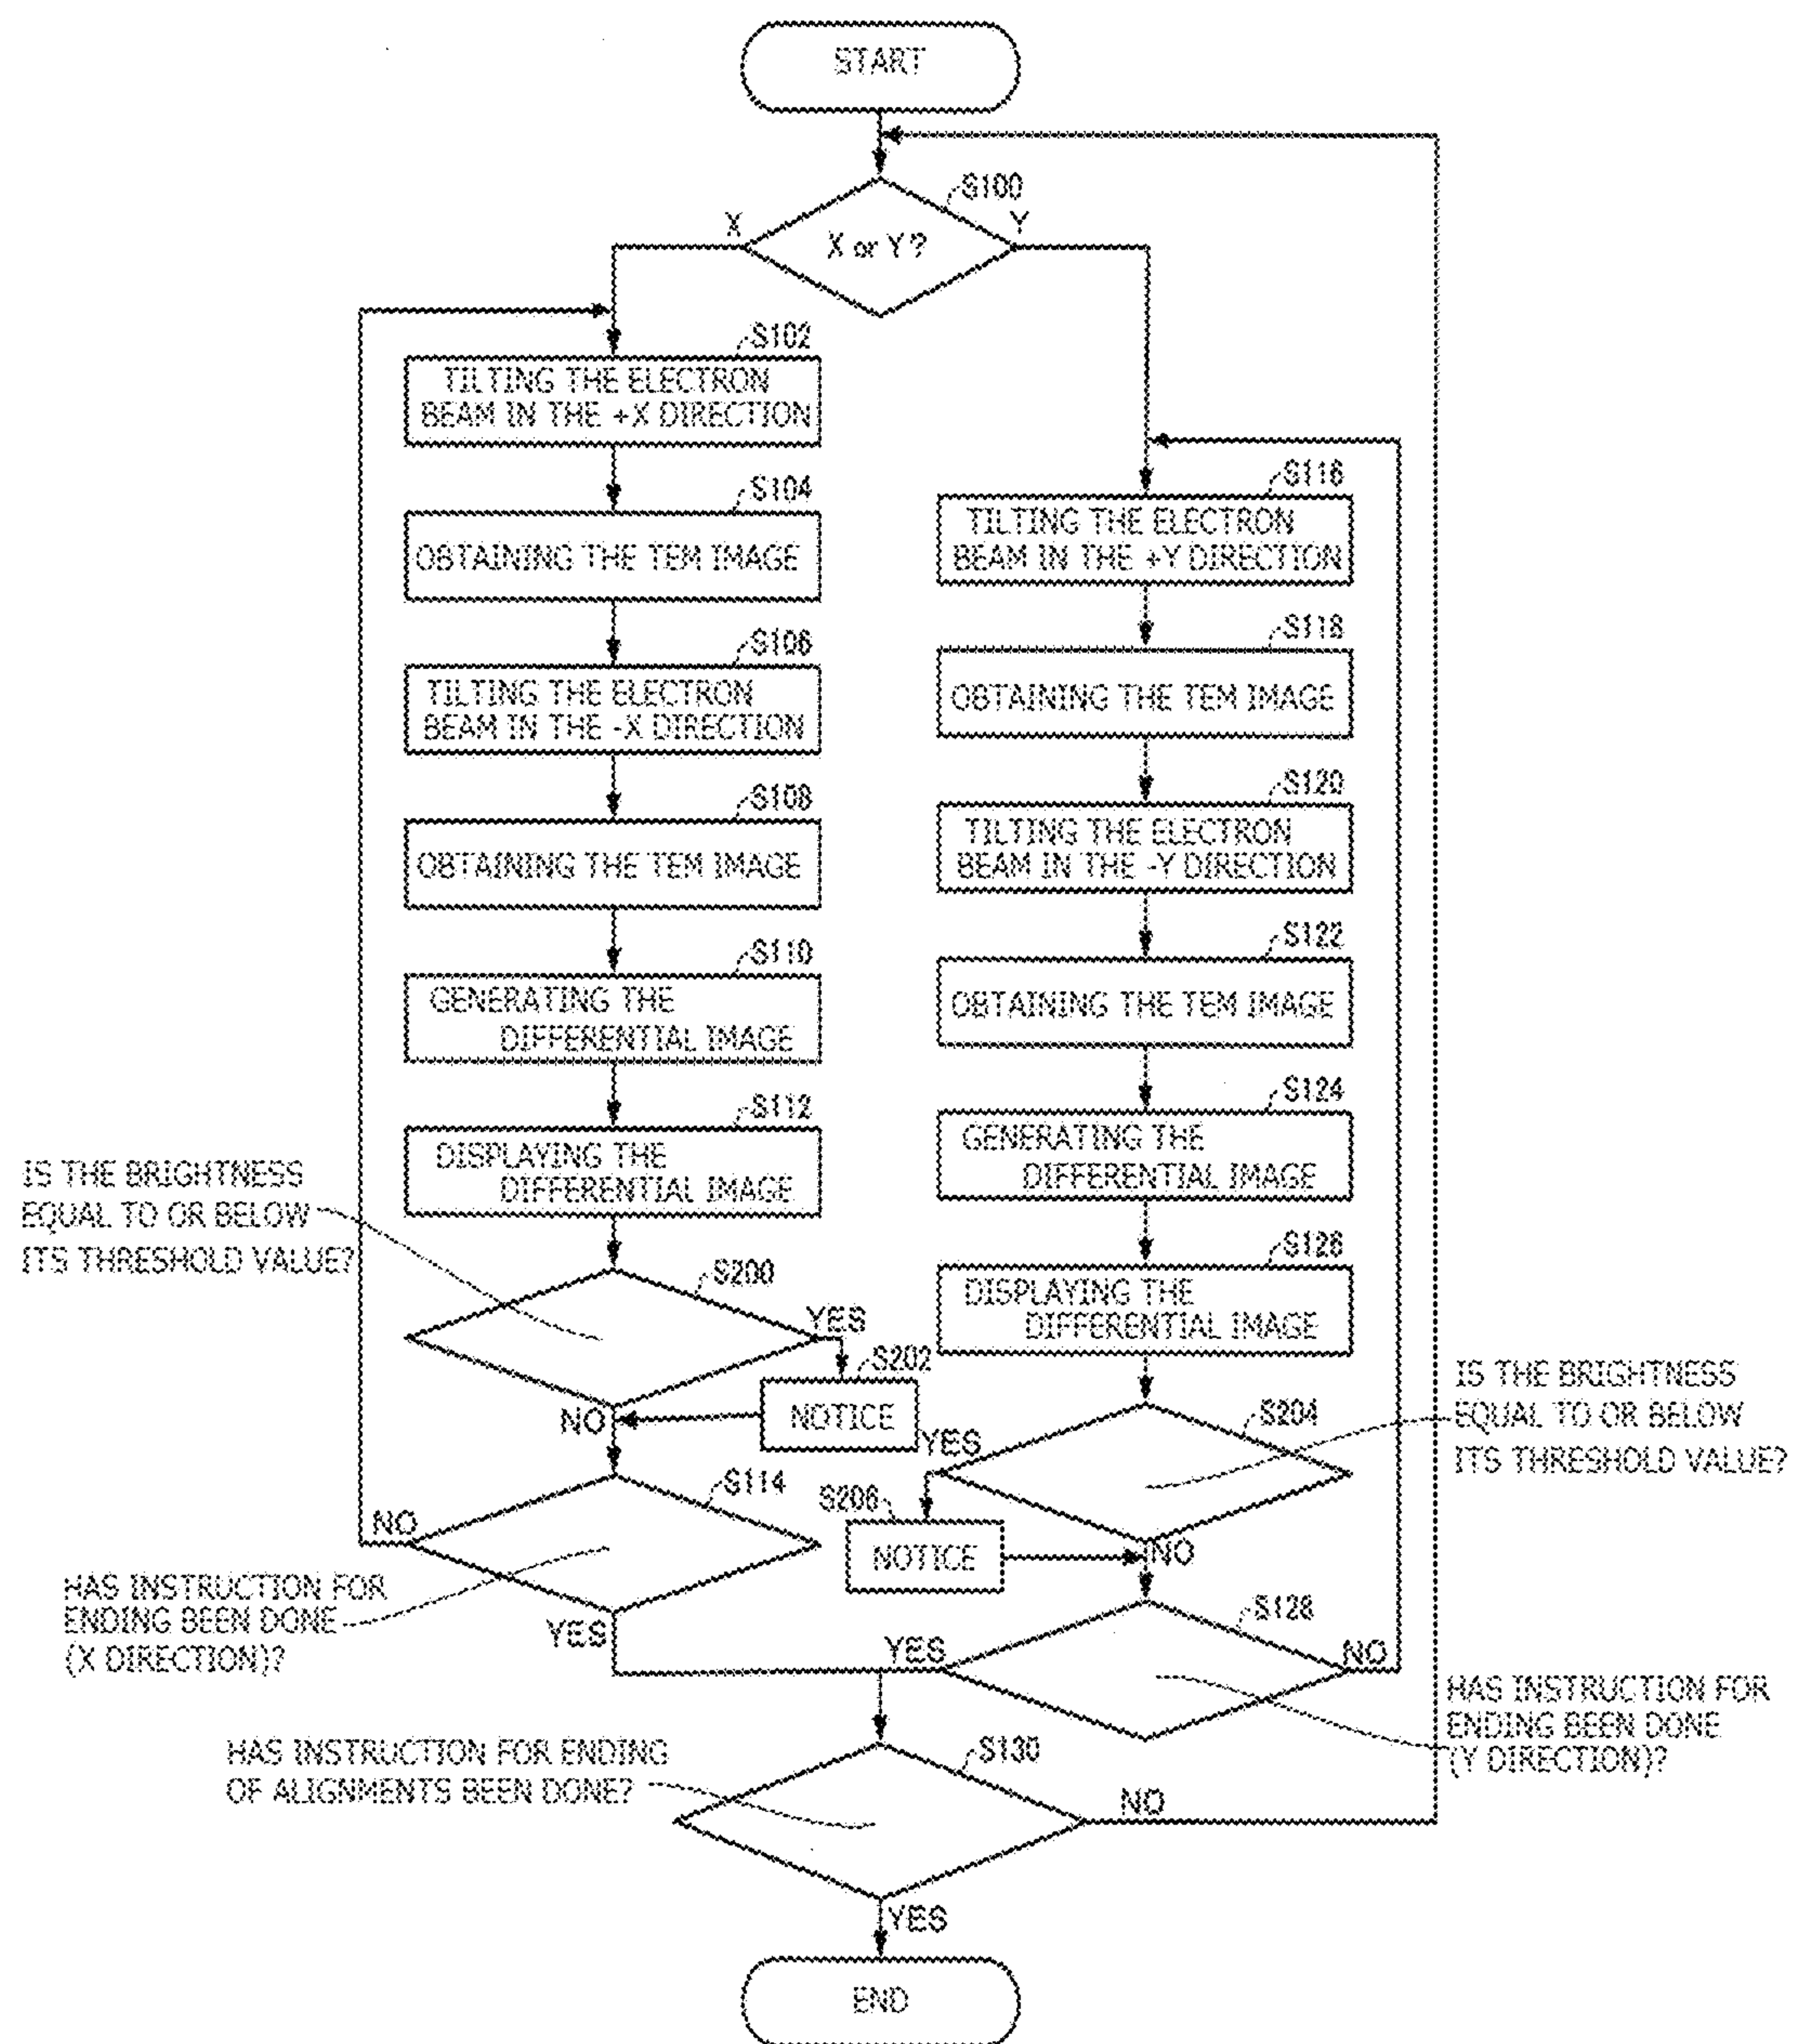 START
S100
X
X or Y?
Y
S102
TILTING THE ELECTRON
BEAM IN THE +X DIRECTION
S104
OBTAINING THE TEM IMAGE
S106
TILTING THE ELECTRON
BEAM IN THE -X DIRECTION
S108
OBTAINING THE TEM IMAGE
S110
GENERATING THE
DIFFERENTIAL IMAGE
S112
DISPLAYING THE
DIFFERENTIAL IMAGE
IS THE BRIGHTNESS
EQUAL TO OR BELOW
ITS THRESHOLD VALUE?
S200
YES
S202
NOTICE
NO
S114
NO
HAS INSTRUCTION FOR
ENDING BEEN DONE
(X DIRECTION)?
YES
S116
TILTING THE ELECTRON
BEAM IN THE +Y DIRECTION
S118
OBTAINING THE TEM IMAGE
S120
TILTING THE ELECTRON
BEAM IN THE -Y DIRECTION
S122
OBTAINING THE TEM IMAGE
S124
GENERATING THE
DIFFERENTIAL IMAGE
S126
DISPLAYING THE
DIFFERENTIAL IMAGE
IS THE BRIGHTNESS
EQUAL TO OR BELOW
ITS THRESHOLD VALUE?
S204
YES
S206
NOTICE
NO
S128
YES
NO
HAS INSTRUCTION FOR
ENDING BEEN DONE
(Y DIRECTION)?
HAS INSTRUCTION FOR ENDING
OF ALIGNMENTS BEEN DONE?
S130
NO
YES
END